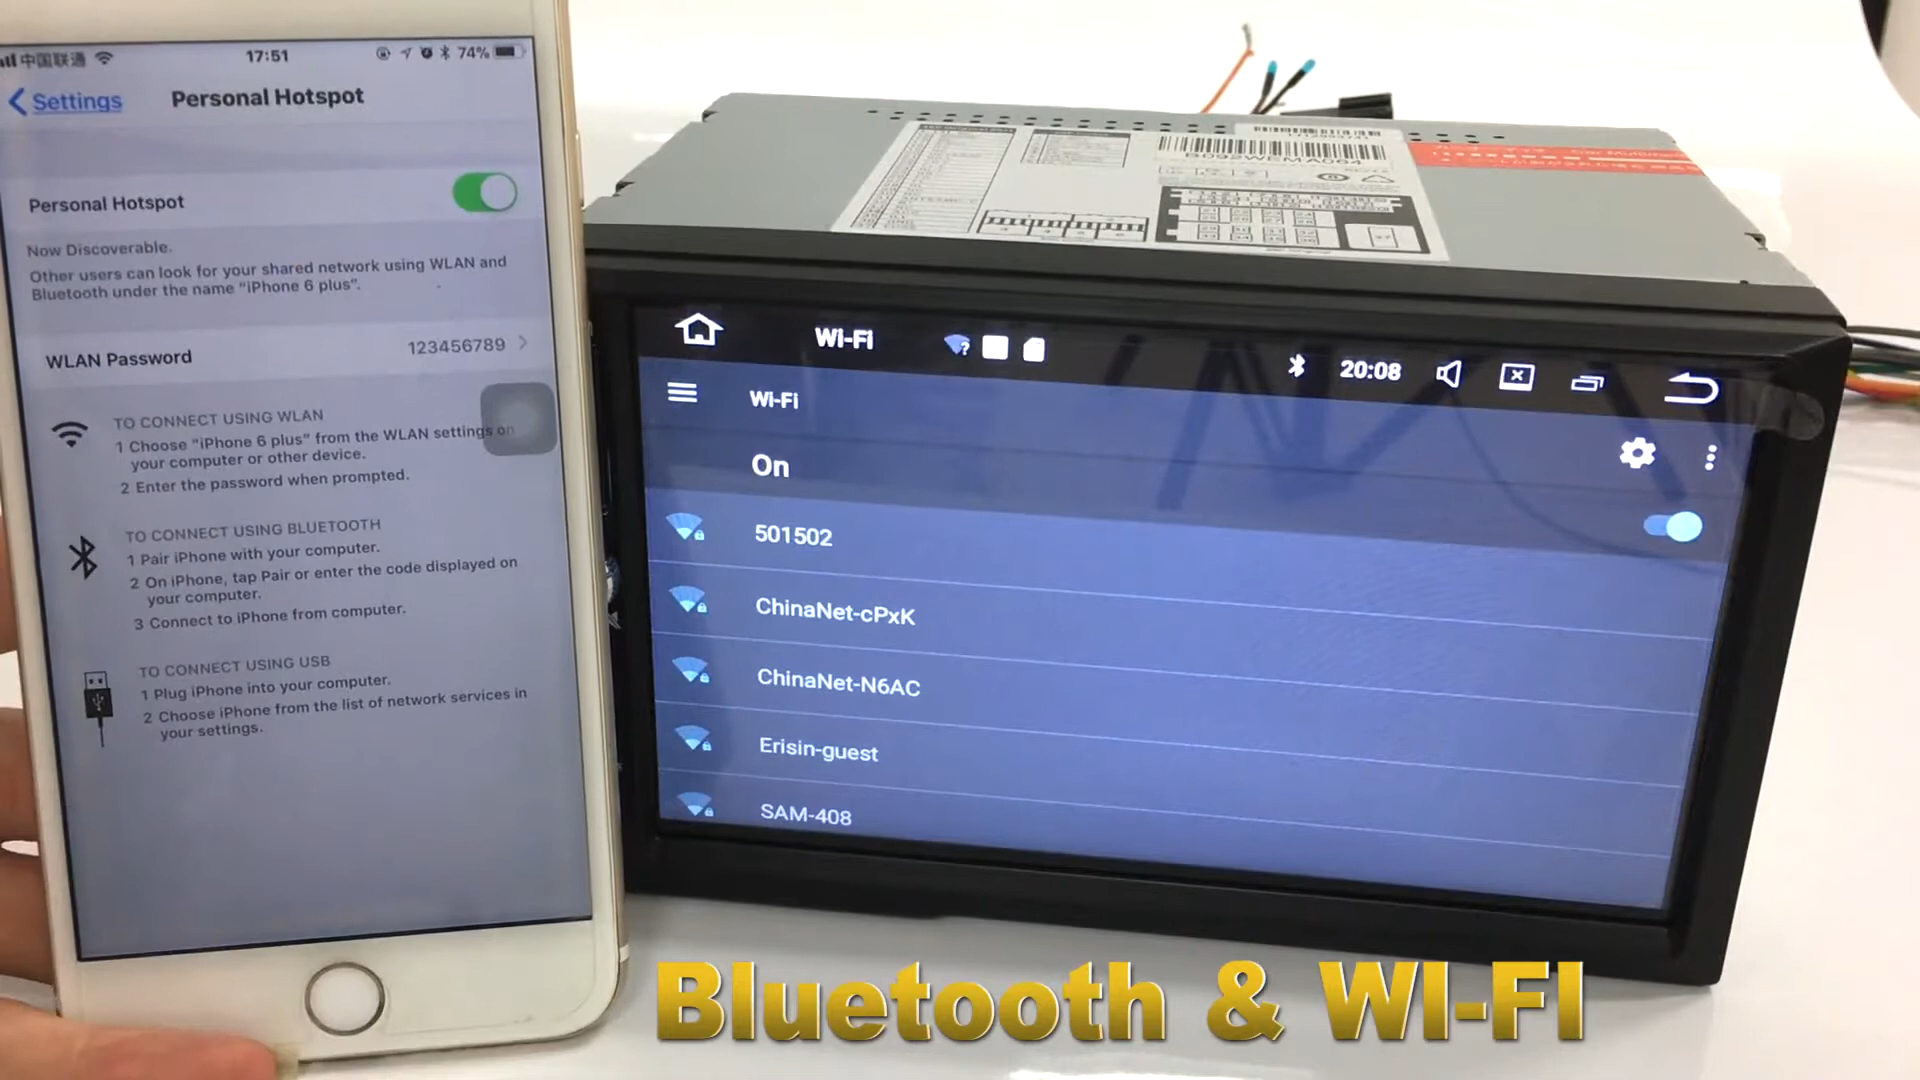 中国联通
17:51
74%
Settings
Personal Hotspot
Personal Hotspot
Now Discoverable.
Other users can look for your shared network using WLAN and
Bluetooth under the name "iPhone 6 plus".
WLAN Password
123456789
TO CONNECT USING WLAN
1 Choose "iPhone 6 plus" from the WLAN settings on
your computer or other device.
2 Enter the password when prompted.
TO CONNECT USING BLUETOOTH
1 Pair iPhone with your computer.
2 On iPhone, tap Pair or enter the code displayed on
your computer.
3 Connect to iPhone from computer.
TO CONNECT USING USB
1 Plug iPhone into your computer.
2 Choose iPhone from the list of network services in
your settings.
B092WEMA064
Wi-Fi
20:08
Wi-Fi
On
501502
ChinaNet-cPxK
ChinaNet-N6AC
Erisin-guest
SAM-408
Bluetooth & WI-FI